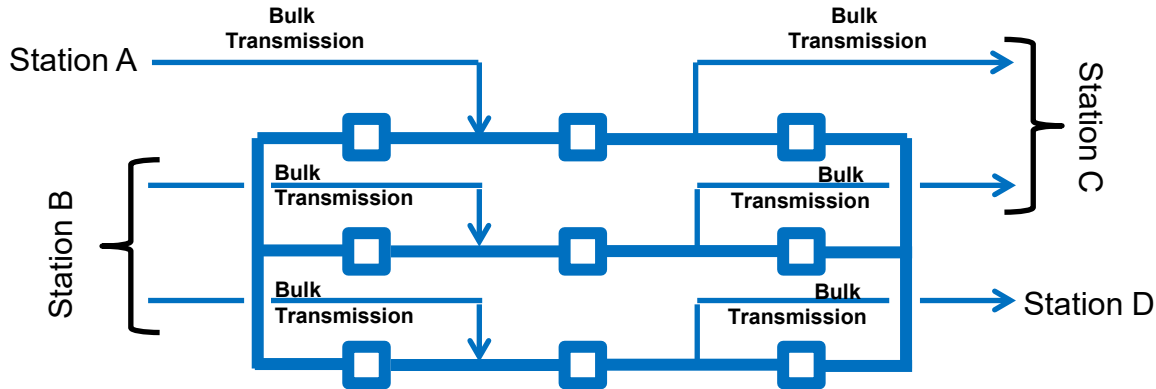 Bulk
Transmission
Bulk
Transmission
Station A
Station C
Bulk
Transmission
Bulk
Transmission
Station B
Bulk
Transmission
Bulk
Transmission
Station D